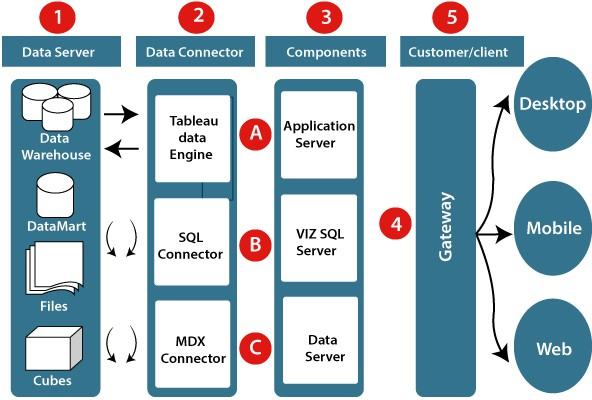 1
2
3
5
Data Server
Data Connector
Components
Customer/client
Data
Warehouse
DataMart
Files
Cubes
Tableau
data
Engine
SQL
Connector
MDX
Connector
A
B
C
Application
Server
VIZ SQL
Server
Data
Server
4
Gateway
Desktop
Mobile
Web